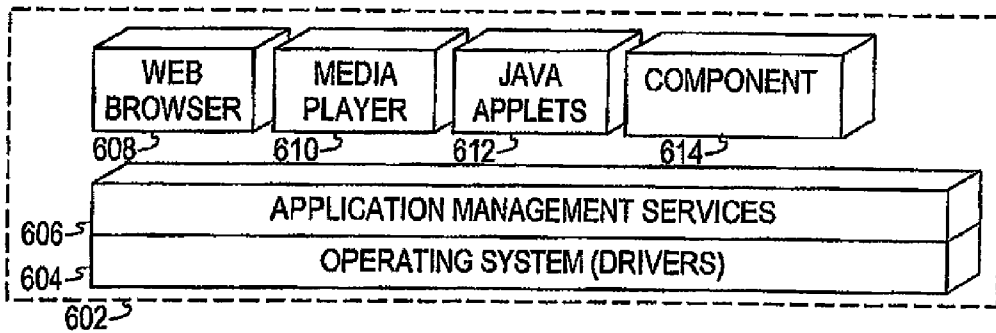 WEB
BROWSER
MEDIA
PLAYER
JAVA
APPLETS
COMPONENT
608
610
612
614
APPLICATION MANAGEMENT SERVICES
606
OPERATING SYSTEM (DRIVERS)
604
602